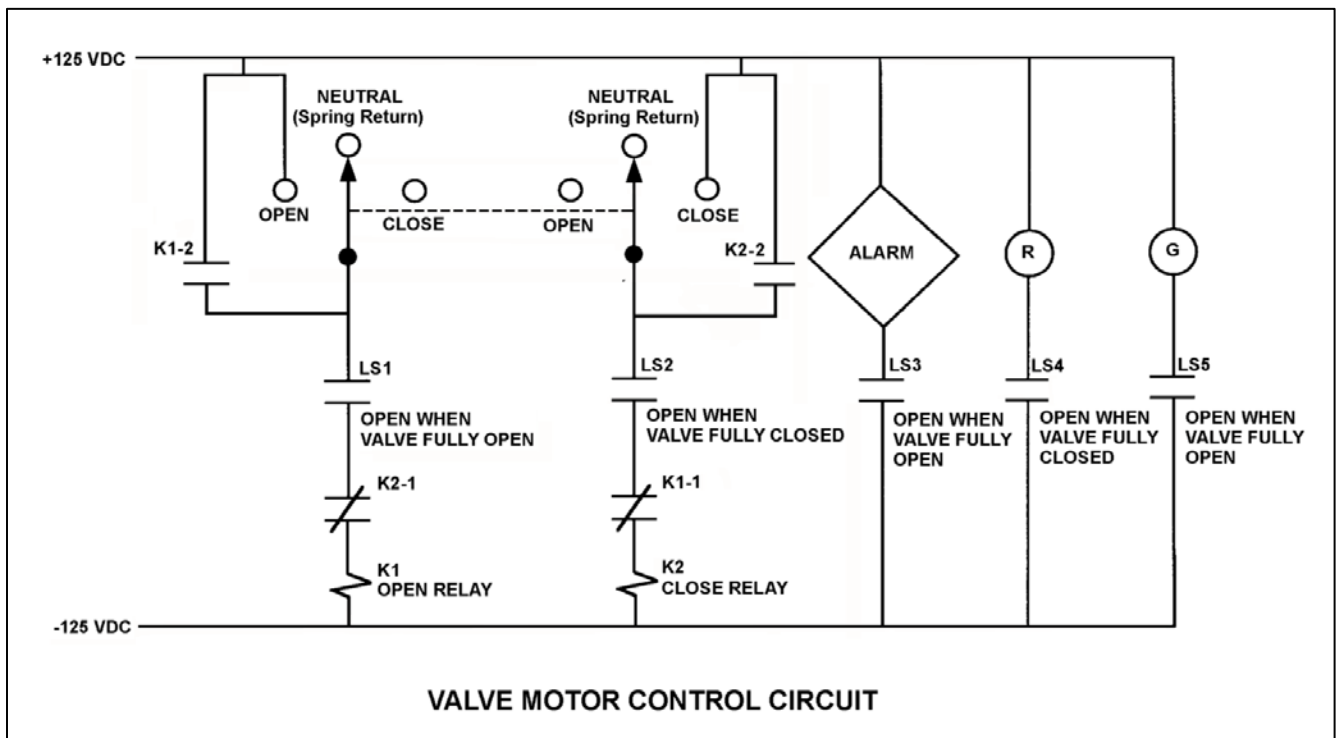 +125 VDC
NEUTRAL
(Spring Return)
NEUTRAL
(Spring Return)
OPEN
CLOSE
OPEN
CLOSE
K1-2
K2-2
ALARM
R
G
LS1
OPEN WHEN
VALVE FULLY OPEN
LS2
OPEN WHEN
VALVE FULLY CLOSED
LS3
OPEN WHEN
VALVE FULLY
OPEN
LS4
OPEN WHEN
VALVE FULLY
CLOSED
LS5
OPEN WHEN
VALVE FULLY
OPEN
K2-1
K1-1
K1
OPEN RELAY
K2
CLOSE RELAY
-125 VDC
VALVE MOTOR CONTROL CIRCUIT